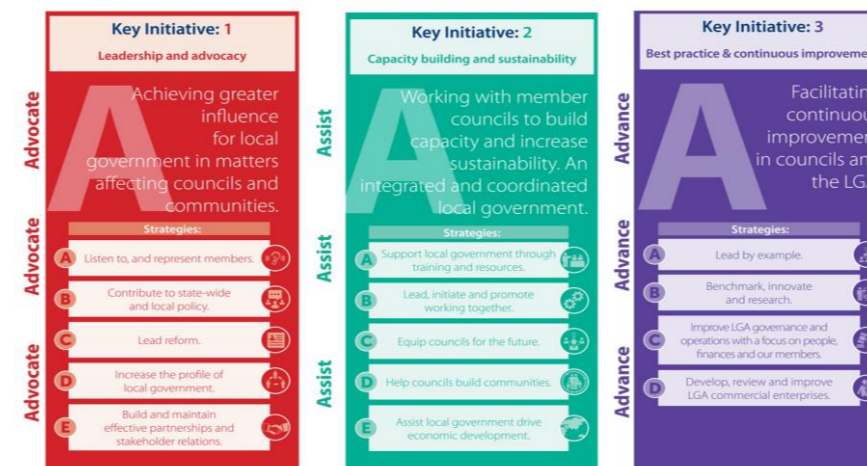 Key Initiative: 1
Leadership and advocacy
Advocate
Advocate
Advocate
A
Achieving greater
influence
for local
government in matters
affecting councils and
communities.
Strategies:
A Listen to, and represent members.
B Contribute to state-wide
and local policy.
C Lead reform.
D Increase the profile of
local government.
E Build and maintain
effective partnerships and
stakeholder relations.
Key Initiative: 2
Capacity building and sustainability
Assist
Assist
Assist
A
Working with member
councils to build
capacity and increase
sustainability. An
integrated and coordinated
local government.
Strategies:
A Support local government through
training and resources.
B Lead, initiate and promote
working together.
C Equip councils for the future.
D Help councils build communities.
E Assist local government drive
economic development.
Key Initiative: 3
Best practice & continuous
Advance
Advance
Advance
A
in councils
the
Strategies:
A Lead by example.
B Benchmark, innovate
and research.
C Improve LGA governance and
operations with a focus on people,
finances and our members.
D Develop, review and improve
LGA commercial enterprises.